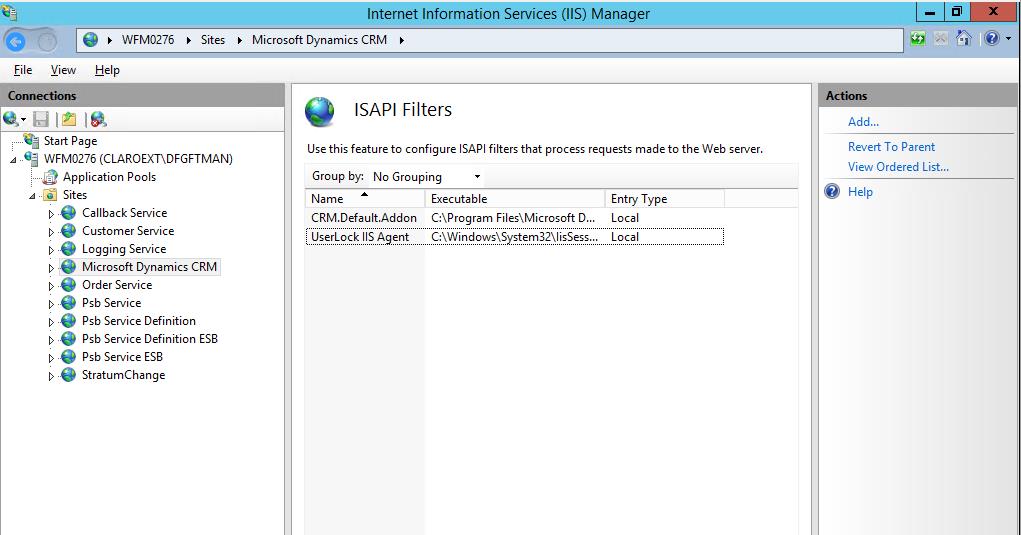 Internet Information Services (IIS) Manager
WFM0276 Sites Microsoft Dynamics CRM
File View Help
Connections
Start Page
WFM0276 (CLAROEXT\DFGFTMAN)
Application Pools
Sites
Callback Service
Customer Service
Logging Service
Microsoft Dynamics CRM
Order Service
Psb Service
Psb Service Definition
Psb Service Definition ESB
Psb Service ESB
StratumChange
ISAPI Filters
Use this feature to configure ISAPI filters that process requests made to the Web server.
Group by: No Grouping
Name Executable Entry Type
CRM.Default.Addon C:\Program Files\Microsoft D... Local
UserLock IIS Agent C:\Windows\System32\IisSess... Local
Actions
Add...
Revert To Parent
View Ordered List...
Help